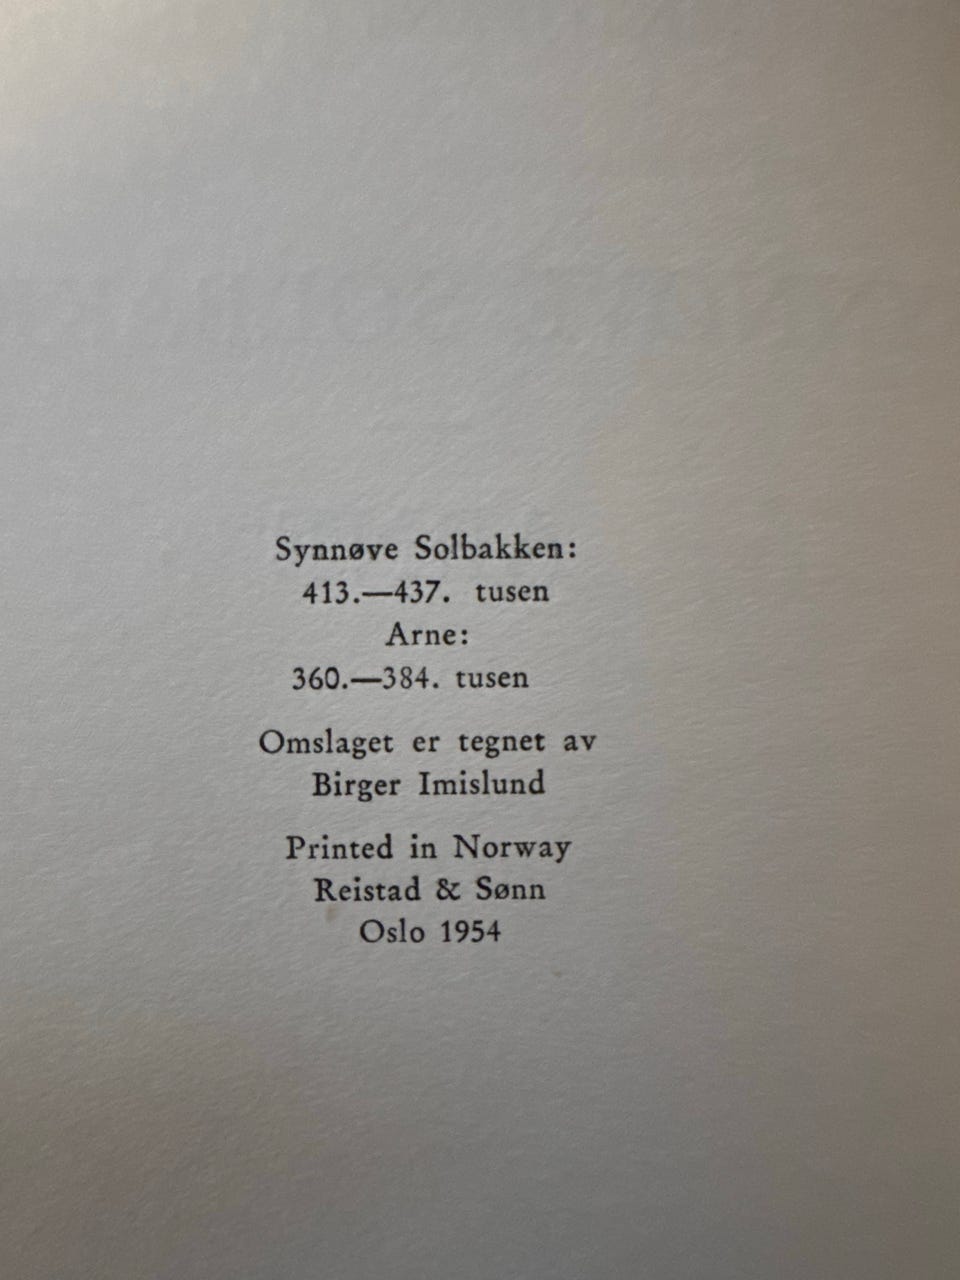 Synnøve Solbakken:
413.—437. tusen
Arne:
360.—384. tusen
Omslaget er tegnet av
Birger Imislund
Printed in Norway
Reistad & Sønn
Oslo 1954